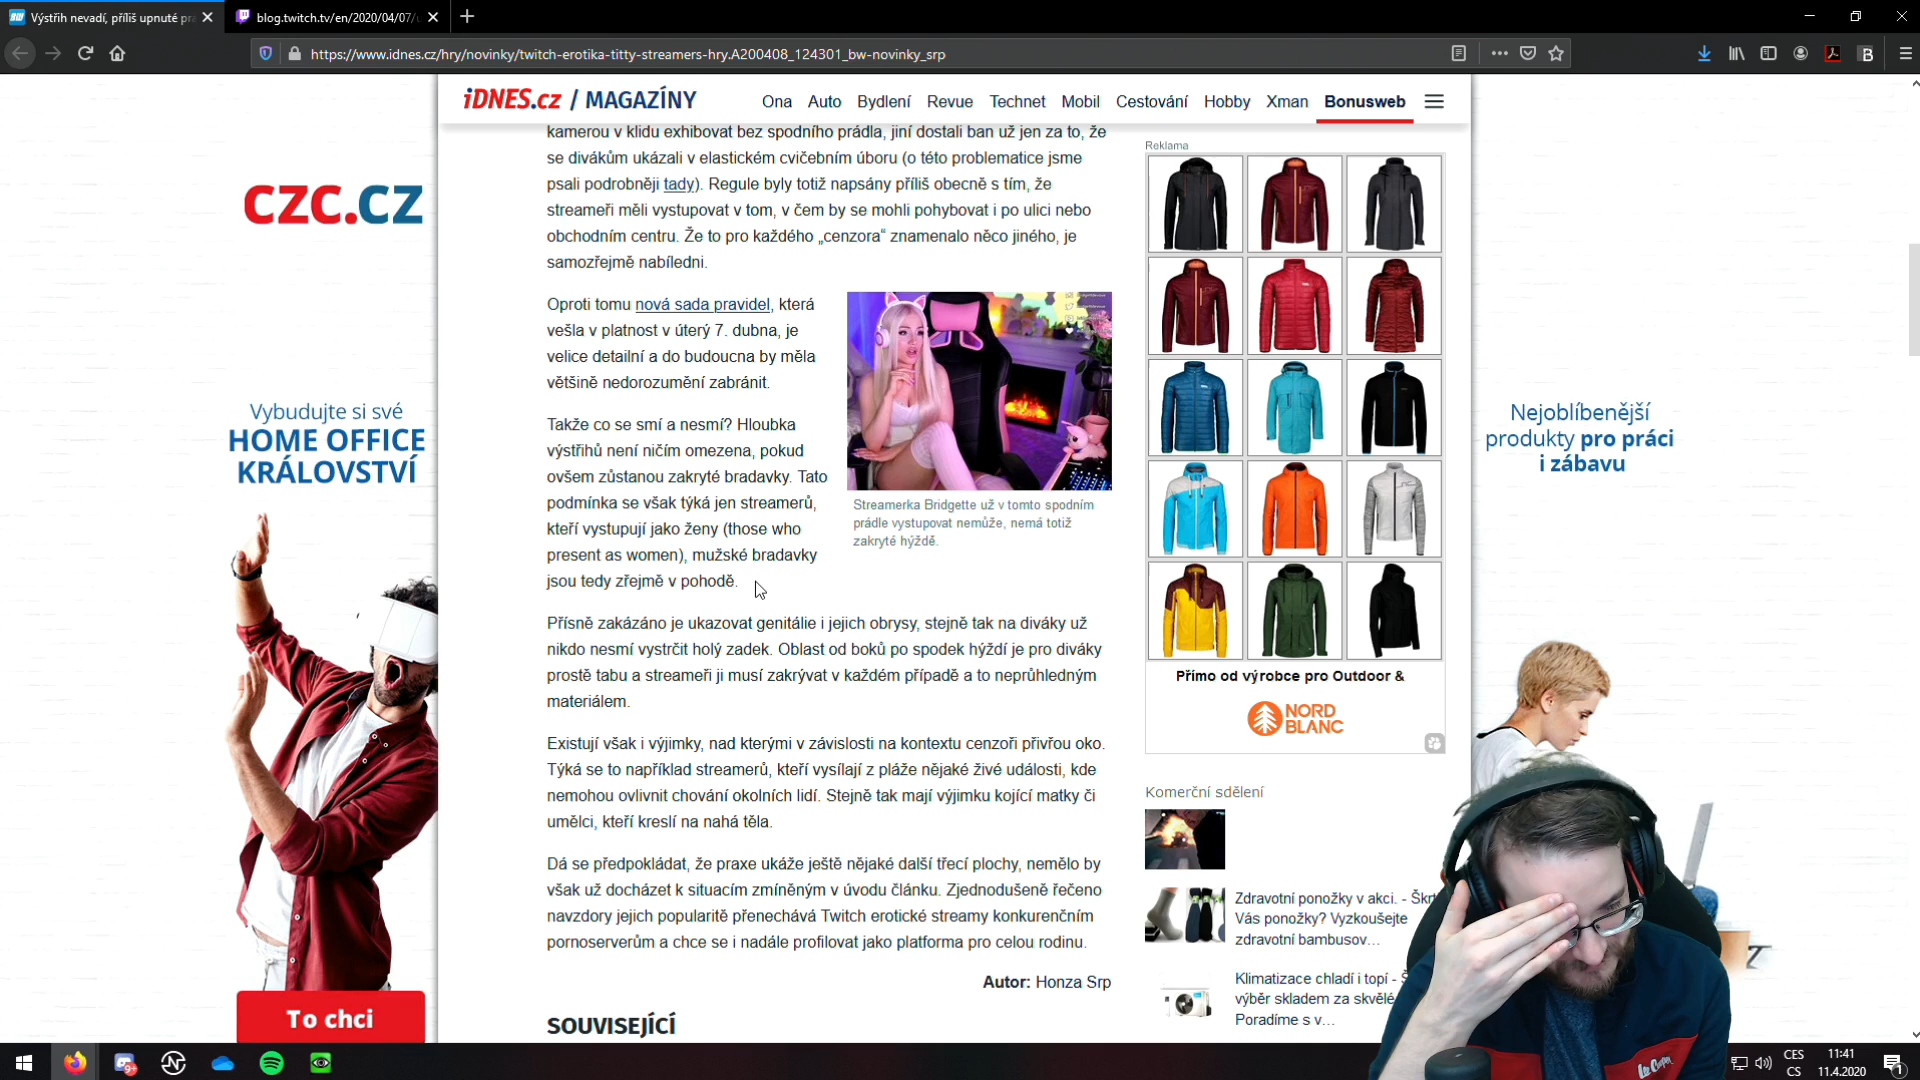 Výstřih nevadí, příliš upnuté pr
blog.twitch.tv/en/2020/04/07/
https://www.idnes.cz/hry/novinky/twitch-erotika-titty-streamers-hry.A200408_124301_bw-novinky_srp
iDNES.cz / MAGAZÍNY
Ona Auto Bydlení Revue Technet Mobil Cestování Hobby Xman Bonusweb
kamerou v klidu exhibovat bez spodního prádla, jiní dostali ban už jen za to, že
se divákům ukázali v elastickém cvičebním úboru (o této problematice jsme
psali podrobněji tady). Regule byly totiž napsány příliš obecně s tím, že
streameři měli vystupovat v tom, v čem by se mohli pohybovat i po ulici nebo
obchodním centru. Že to pro každého „cenzora“ znamenalo něco jiného, je
samozřejmě nabíledni.
Oproti tomu nová sada pravidel, která
vešla v platnost v úterý 7. dubna, je
velice detailní a do budoucna by měla
většině nedorozumění zabránit.
Takže co se smí a nesmí? Hloubka
výstřihů není ničím omezena, pokud
ovšem zůstanou zakryté bradavky. Tato
podmínka se však týká jen streamerů,
kteří vystupují jako ženy (those who
present as women), mužské bradavky
jsou tedy zřejmě v pohodě.
Streamerka Bridgette už v tomto spodním
prádle vystupovat nemůže, nemá totiž
zakryté hýždě.
Přísně zakázáno je ukazovat genitálie i jejich obrysy, stejně tak na diváky už
nikdo nesmí vystrčit holý zadek. Oblast od boků po spodek hýždí je pro diváky
prostě tabu a streameři ji musí zakrývat v každém případě a to neprůhledným
materiálem.
Existují však i výjimky, nad kterými v závislosti na kontextu cenzoři přivřou oko.
Týká se to například streamerů, kteří vysílají z pláže nějaké živé události, kde
nemohou ovlivnit chování okolních lidí. Stejně tak mají výjimku kojící matky či
umělci, kteří kreslí na nahá těla.
Dá se předpokládat, že praxe ukáže ještě nějaké další třecí plochy, nemělo by
však už docházet k situacím zmíněným v úvodu článku. Zjednodušeně řečeno
navzdory jejich popularitě přenechává Twitch erotické streamy konkurenčním
pornoserverům a chce se i nadále profilovat jako platforma pro celou rodinu.
Autor: Honza Srp
SOUVISEJÍCÍ
CZC.CZ
Vybudujte si své
HOME OFFICE
KRÁLOVSTVÍ
To chci
Reklama
Přímo od výrobce pro Outdoor &
NORD
BLANC
Komerční sdělení
Zdravotní ponožky v akci. - Škrt
Vás ponožky? Vyzkoušejte
zdravotní bambusov...
Klimatizace chladí i topí - Š
výběr skladem za skvělé
Poradíme s v...
Nejoblíbenější
produkty pro práci
i zábavu
Lee Cooper
CES
CS
11:41
11.4.2020